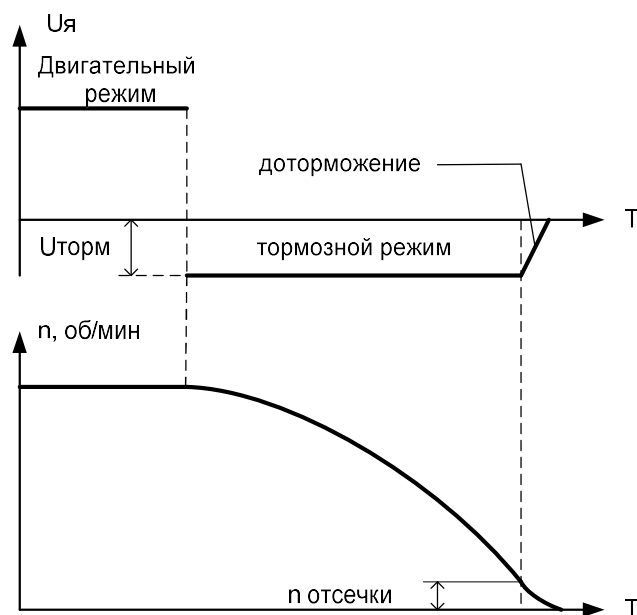 Uя
Двигательный
режим
доторможение
T
Uторм
тормозной режим
n, об/мин
n отсечки
T